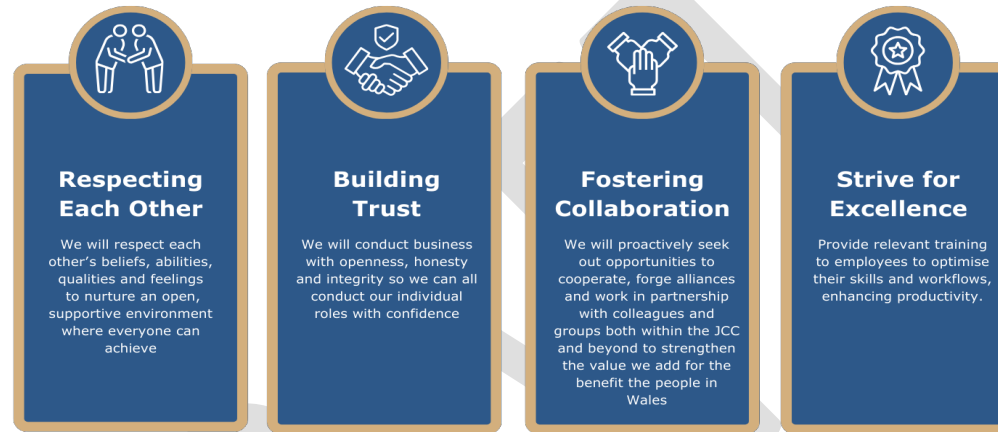 Respecting
Each Other
We will respect each
other's beliefs, abilities,
qualities and feelings
to nurture an open,
supportive environment
where everyone can
achieve
Building
Trust
We will conduct business
with openness, honesty
and integrity so we can all
conduct our individual
roles with confidence
Fostering
Collaboration
We will proactively seek
out opportunities to
cooperate, forge alliances
and work in partnership
with colleagues and
groups both within the JCC
and beyond to strengthen
the value we add for the
benefit the people in
Wales
Strive for
Excellence
Provide relevant training
to employees to optimise
their skills and workflows,
enhancing productivity.